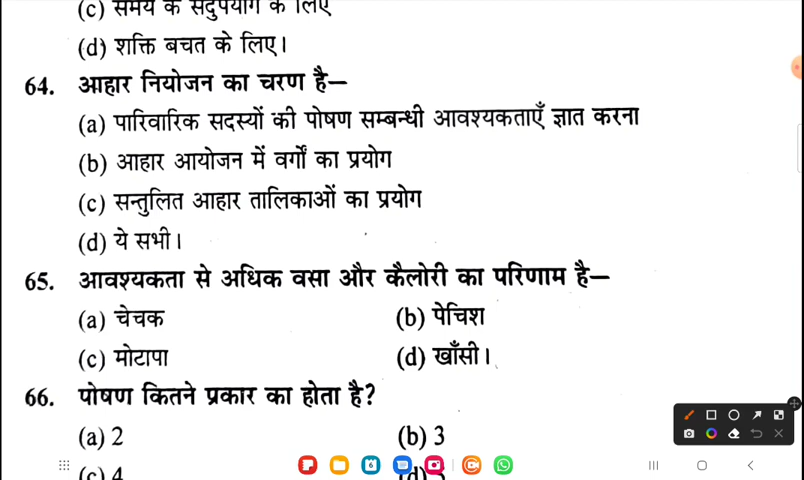 (c) समय के सदुपयोग के लिए
(d) शक्ति बचत के लिए।
64. आहार नियोजन का चरण है—
(a) पारिवारिक सदस्यों की पोषण सम्बन्धी आवश्यकताएँ ज्ञात करना
(b) आहार आयोजन में वर्गों का प्रयोग
(c) सन्तुलित आहार तालिकाओं का प्रयोग
(d) ये सभी।
65. आवश्यकता से अधिक वसा और कैलोरी का परिणाम है—
(a) चेचक (b) पेचिश
(c) मोटापा (d) खाँसी।
66. पोषण कितने प्रकार का होता है?
(a) 2 (b) 3
(c) 4 (d)